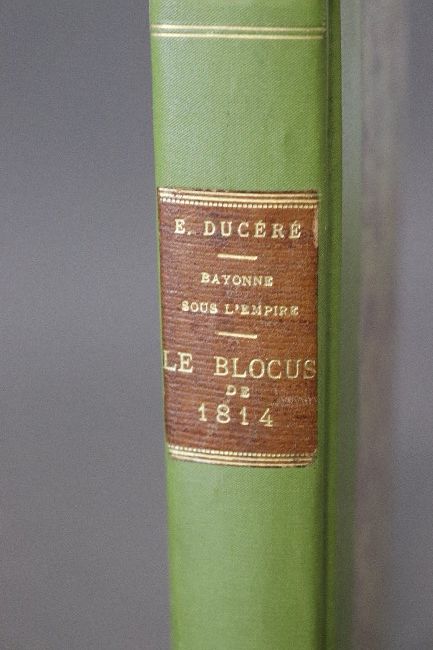 E. DUCÉRÉ
BAYONNE
SOUS L'EMPIRE
LE BLOCUS
DE
1814